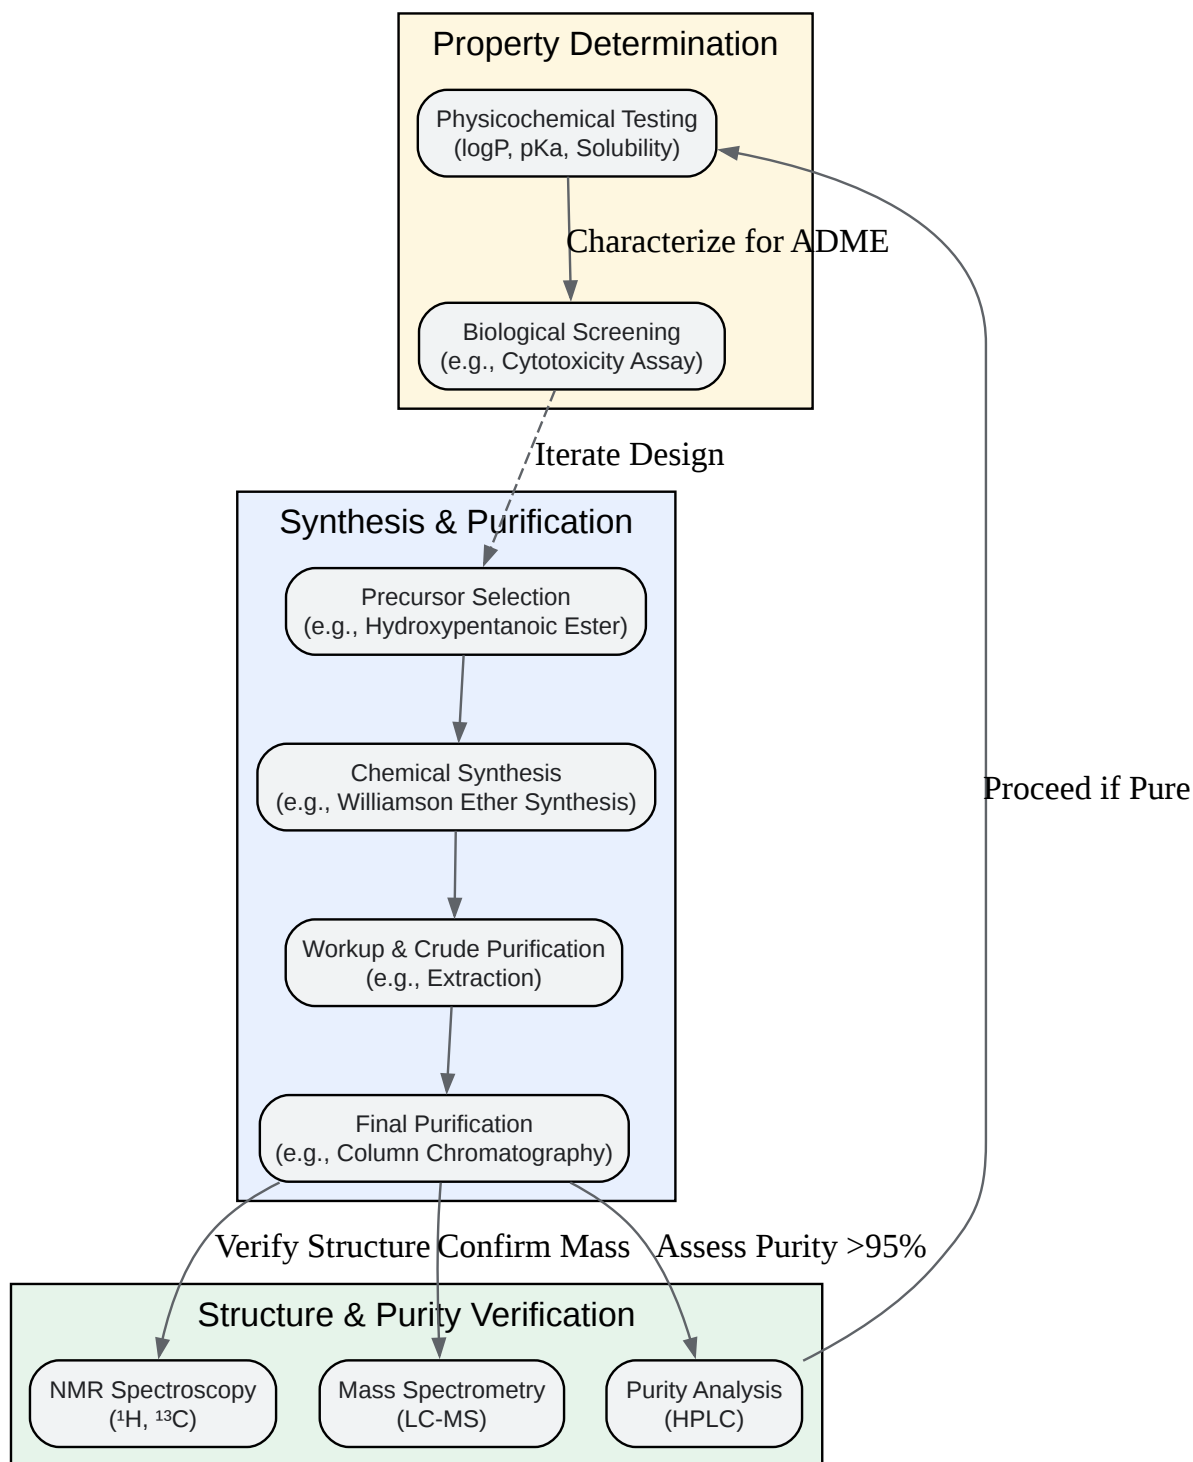 Property Determination
Physicochemical Testing
(logP, pKa, Solubility)
Characterize for ADME
Biological Screening
(e.g., Cytotoxicity Assay)
Iterate Design
Synthesis & Purification
Precursor Selection
(e.g., Hydroxypentanoic Ester)
Chemical Synthesis
(e.g., Williamson Ether Synthesis)
Proceed if Pure
Workup & Crude Purification
(e.g., Extraction)
Final Purification
(e.g., Column Chromatography)
Verify Structure
Confirm Mass
Assess Purity >95%
Structure & Purity Verification
NMR Spectroscopy
(¹H, ¹³C)
Mass Spectrometry
(LC-MS)
Purity Analysis
(HPLC)